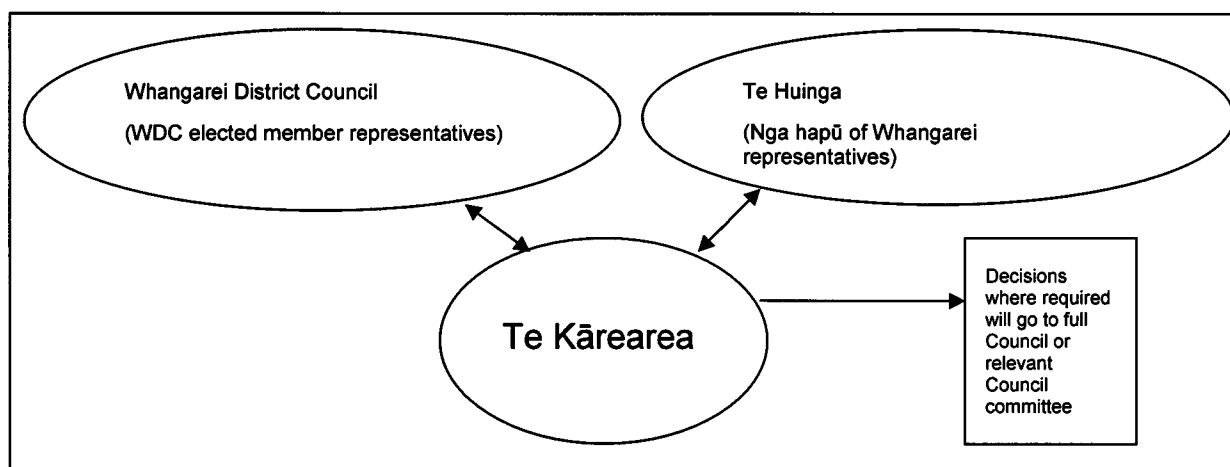 Whangarei District Council
(WDC elected member representatives)
Te Huinga
(Nga hapū of Whangarei
representatives)
Te Kārearea
Decisions
where required
will go to full
Council or
relevant
Council
committee